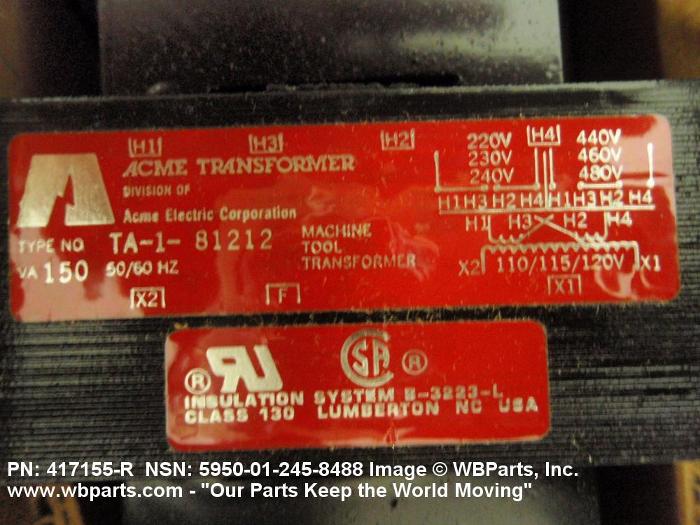 H1 H3 H2 H4
ACME TRANSFORMER
DIVISION OF
Acme Electric Corporation
TYPE NO TA-1- 81212
VA 150 50/60 HZ
MACHINE
TOOL
TRANSFORMER
220V 440V
230V 460V
240V 480V
H1 H3 H2 H4 H1 H3 H2 H4
H1 H3 H2 H4
X2 110/115/120V X1
X2 F X1
® RU SA ®
INSULATION SYSTEM B-3223-L
CLASS 130 LUMBERTON NC USA
PN: 417155-R NSN: 5950-01-245-8488 Image © WBParts, Inc.
www.wbparts.com - "Our Parts Keep the World Moving"